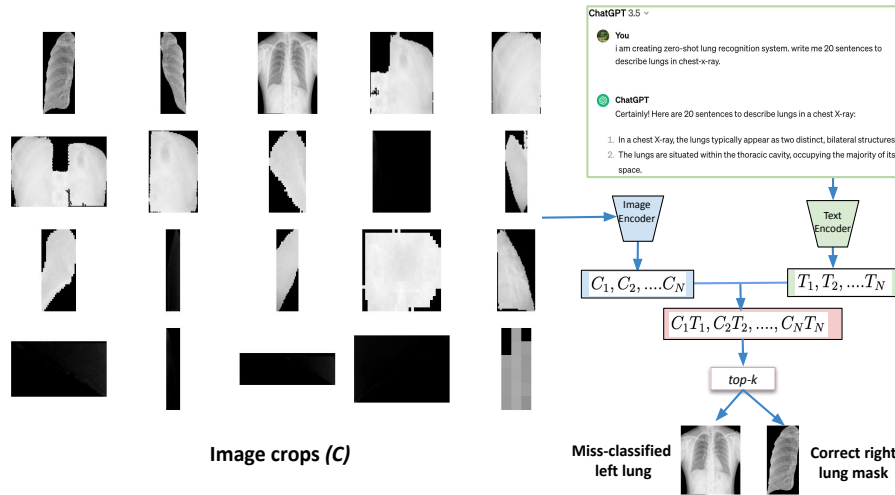 ChatGPT 3.5
You
i am creating zero-shot lung recognition system. write me 20 sentences to
describe lungs in chest-x-ray.
ChatGPT
Certainly! Here are 20 sentences to describe lungs in a chest X-ray:
1. In a chest X-ray, the lungs typically appear as two distinct, bilateral structures
2. The lungs are situated within the thoracic cavity, occupying the majority of its
space.
Image
Encoder
Text
Encoder
C₁, C₂, ....C_N
T₁, T₂, ....T_N
C₁T₁, C₂T₂, ...., C_NT_N
top-k
Miss-classified
left lung
Correct right
lung mask
Image crops (C)